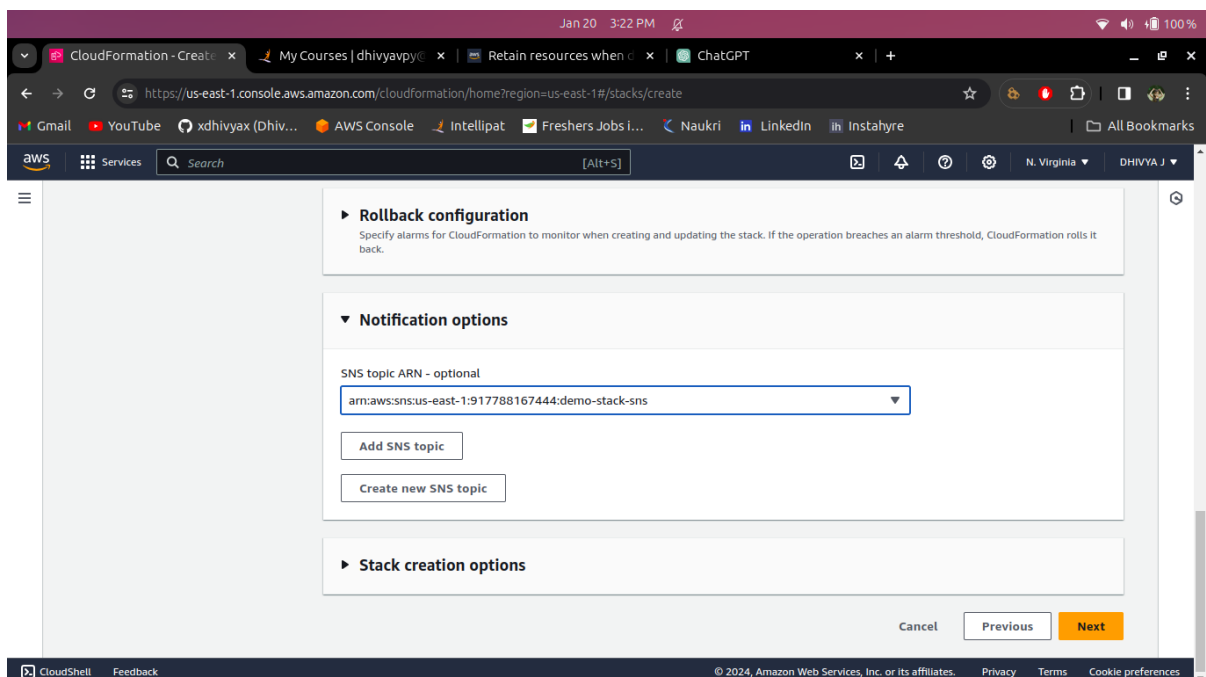 Jan 20 3:22 PM
100 %
CloudFormation - Create
My Courses | dhivyavpy@
Retain resources when d
ChatGPT
https://us-east-1.console.aws.amazon.com/cloudformation/home?region=us-east-1#/stacks/create
Gmail YouTube xdhivyax (Dhiv... AWS Console Intellipat Freshers Jobs i... Naukri in LinkedIn ih Instahyre All Bookmarks
aws Services Search [Alt+S] N. Virginia DHIVYA J
Rollback configuration
Specify alarms for CloudFormation to monitor when creating and updating the stack. If the operation breaches an alarm threshold, CloudFormation rolls it
back.
Notification options
SNS topic ARN - optional
arn:aws:sns:us-east-1:917788167444:demo-stack-sns
Add SNS topic
Create new SNS topic
Stack creation options
Cancel Previous Next
CloudShell Feedback © 2024, Amazon Web Services, Inc. or its affiliates. Privacy Terms Cookie preferences